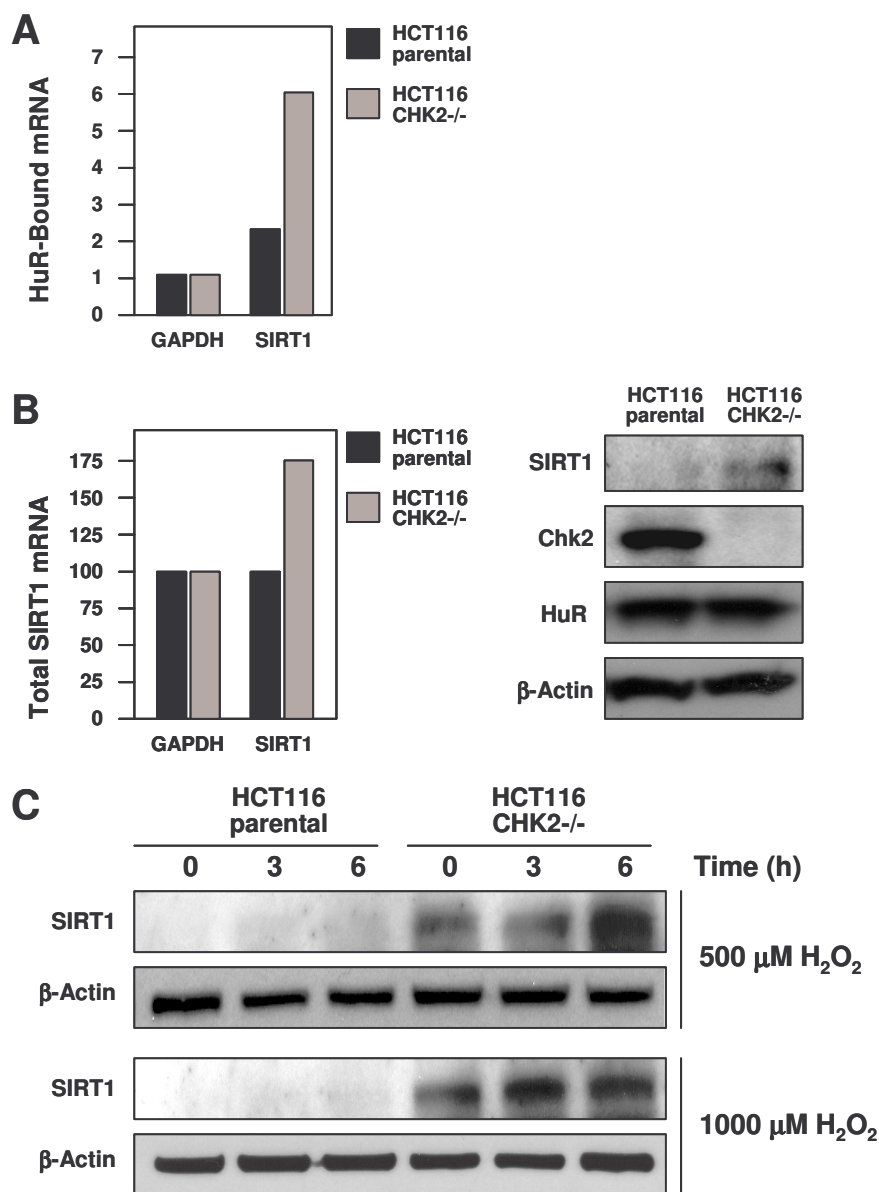 A
HuR-Bound mRNA
7
6
5
4
3
2
1
0
GAPDH SIRT1
HCT116
parental
HCT116
CHK2-/-
B
Total SIRT1 mRNA
175
150
125
100
75
50
25
0
GAPDH SIRT1
HCT116
parental
HCT116
CHK2-/-
HCT116 HCT116
parental CHK2-/-
SIRT1
Chk2
HuR
β-Actin
C
HCT116 HCT116
parental CHK2-/-
0 3 6 0 3 6 Time (h)
SIRT1
β-Actin
500 μM H₂O₂
SIRT1
β-Actin
1000 μM H₂O₂